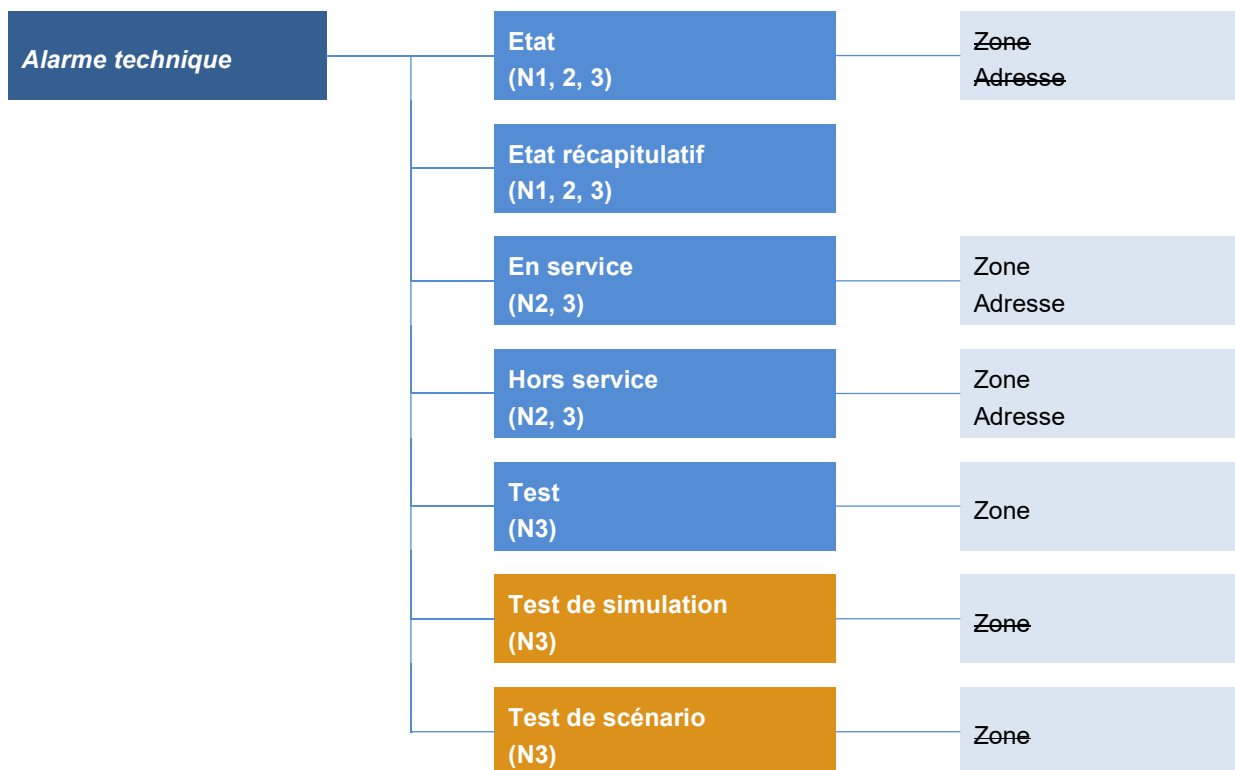 Alarme technique
Etat
(N1, 2, 3)
Zone
Adresse
Etat récapitulatif
(N1, 2, 3)
En service
(N2, 3)
Zone
Adresse
Hors service
(N2, 3)
Zone
Adresse
Test
(N3)
Zone
Test de simulation
(N3)
Zone
Test de scénario
(N3)
Zone